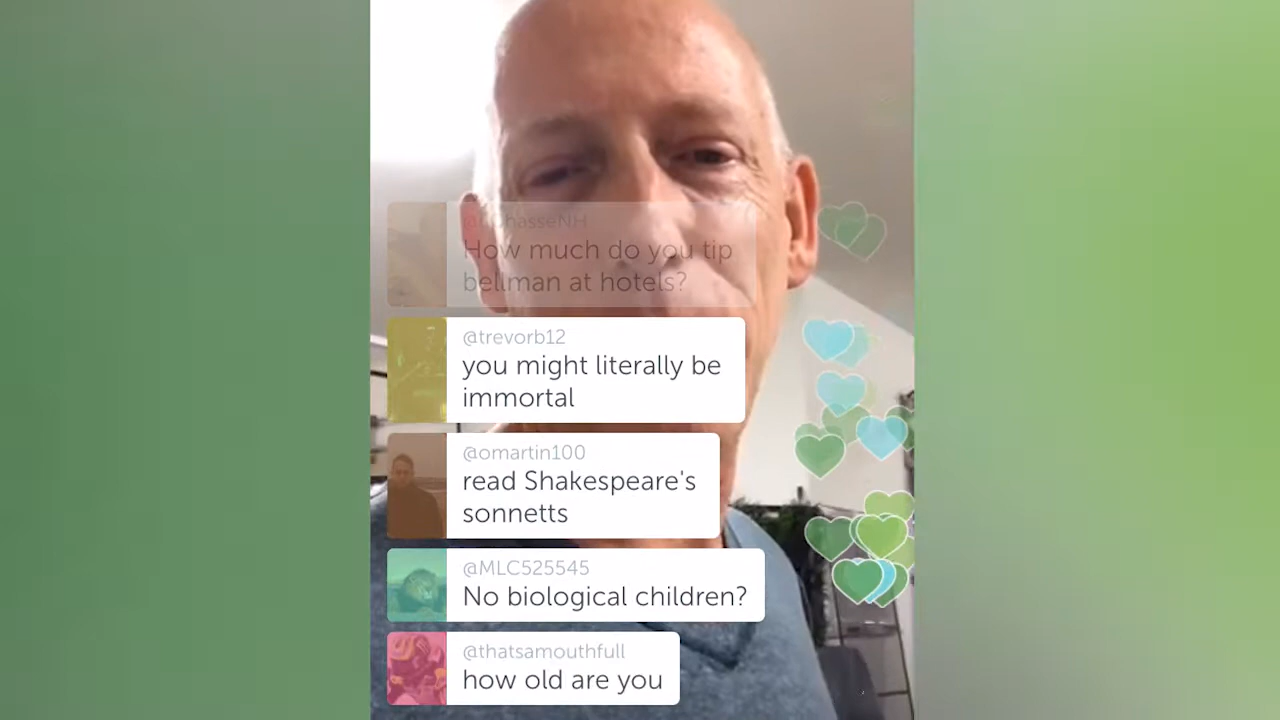 How much do you tip
bellman at hotels?
@trevorb12
you might literally be
immortal
@omartin100
read Shakespeare's
sonnetts
@MLC525545
No biological children?
@thatsamouthfull
how old are you